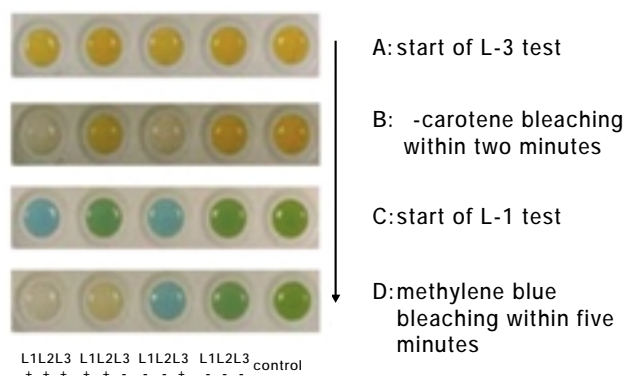 A: start of L-3 test
B: -carotene bleaching
within two minutes
C: start of L-1 test
D: methylene blue
bleaching within five
minutes
L1L2L3 L1L2L3 L1L2L3 L1L2L3 control
+ + + + + - - - + - - -